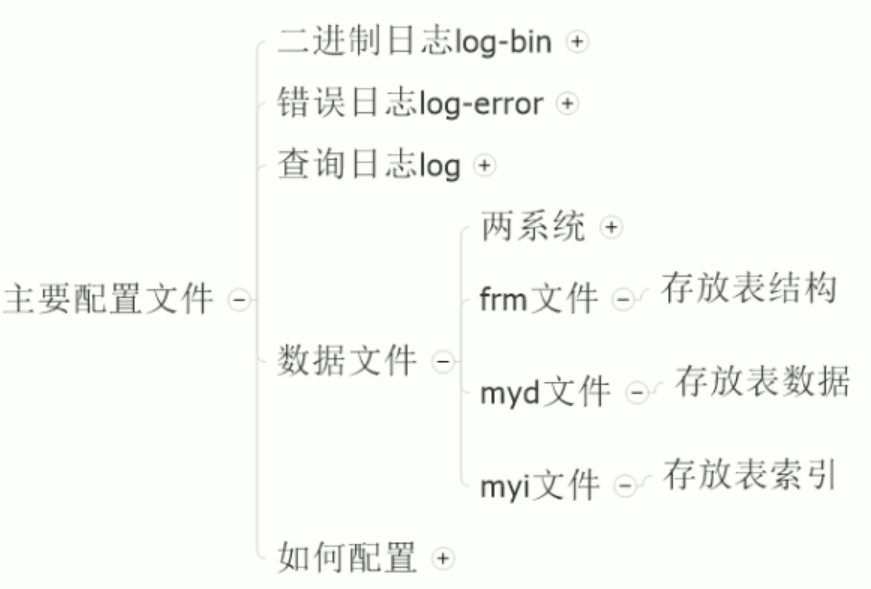 二进制日志log-bin
错误日志log-error
查询日志log
两系统
frm文件
存放表结构
主要配置文件
数据文件
myd文件
存放表数据
myi文件
存放表索引
如何配置